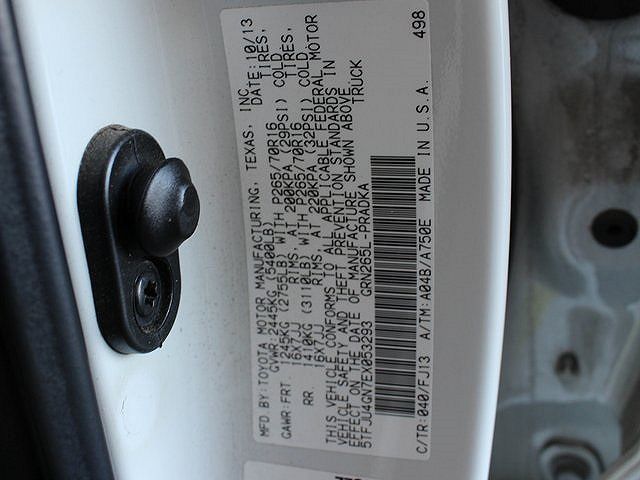 MFD.BY:TOYOTA MOTOR MANUFACTURING, TEXAS, INC. DATE:10/13
GVWR:2445KG (5400LB)
GAWR:FRT. 1245KG (2755LB) WITH P265/70R16 TIRES,
16X7JJ RIMS, AT 200KPA (29PSI) COLD
RR. 1410KG (3110LB) WITH P265/70R16 TIRES,
16X7JJ RIMS, AT 220KPA (32PSI) COLD
THIS VEHICLE CONFORMS TO ALL APPLICABLE FEDERAL MOTOR
VEHICLE SAFETY AND THEFT PREVENTION STANDARDS IN
EFFECT ON THE DATE OF MANUFACTURE SHOWN ABOVE.
5TFJU4GN7EX053293 GRN265L-PRADKA TRUCK
C/TR:040/FJ13 A/TM:A04B/A750E MADE IN U.S.A. 498